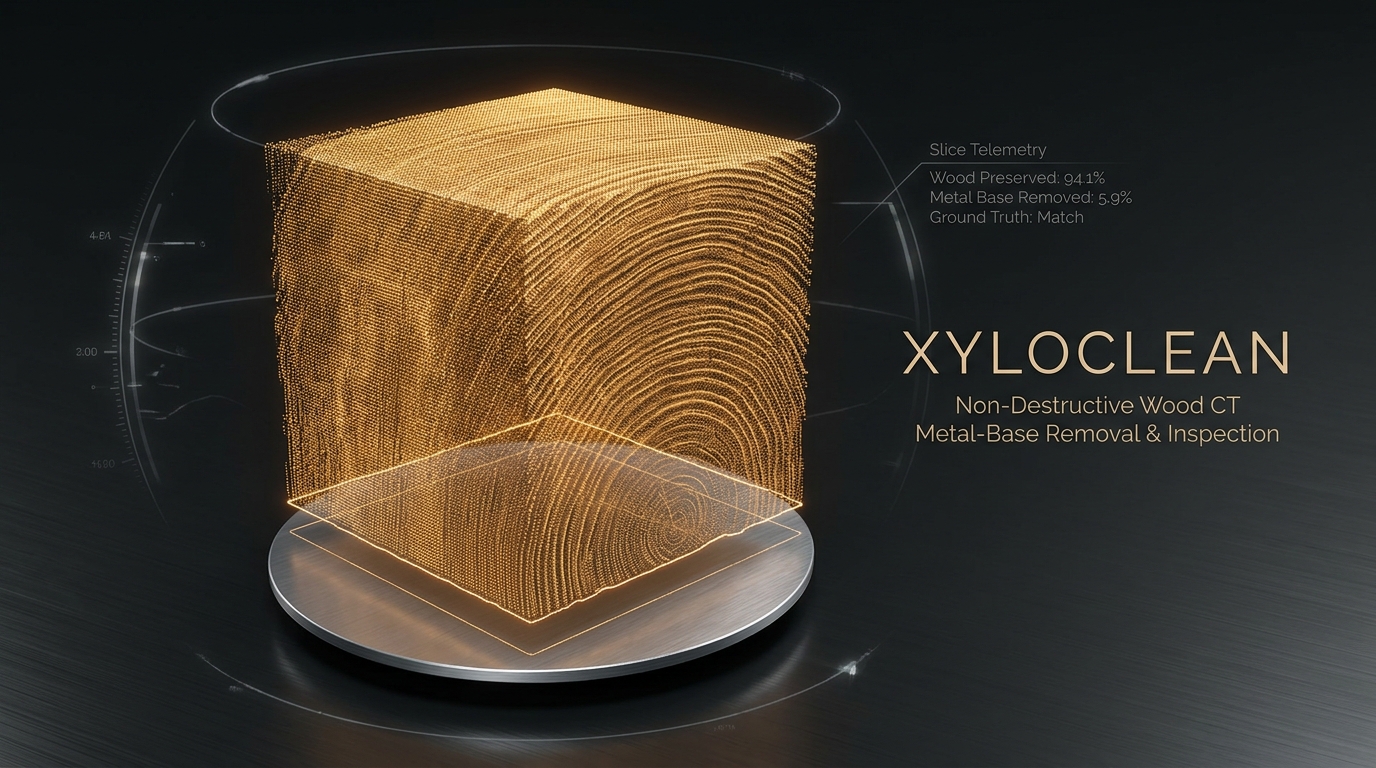 Slice Telemetry
Wood Preserved: 94.1%
Metal Base Removed: 5.9%
Ground Truth: Match
XYLOCLEAN
Non-Destructive Wood CT
Metal-Base Removal & Inspection